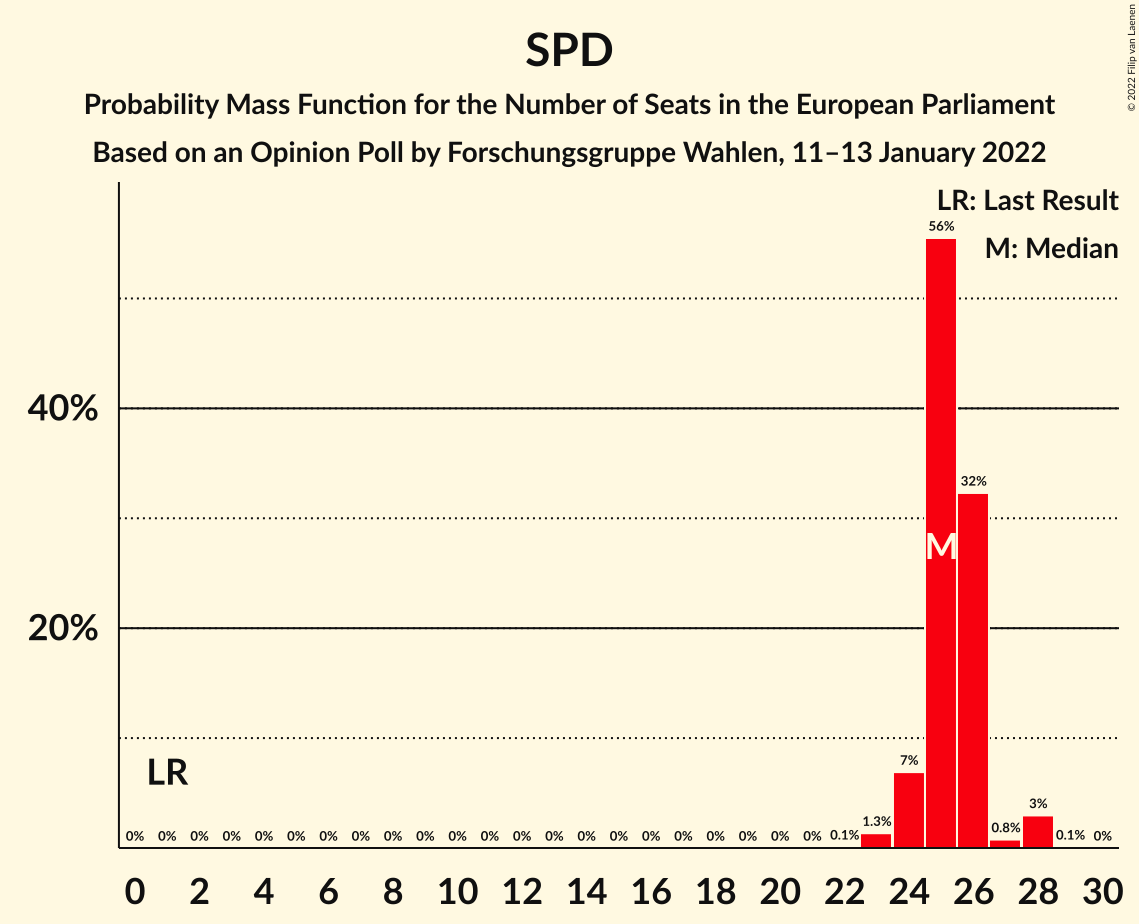 SPD
Probability Mass Function for the Number of Seats in the European Parliament
Based on an Opinion Poll by Forschungsgruppe Wahlen, 11–13 January 2022
© 2022 Filip van Laenen
LR: Last Result
M: Median
56%
40%
32%
M
20%
LR
7%
3%
0% 0% 0% 0% 0% 0% 0% 0% 0% 0% 0% 0% 0% 0% 0% 0% 0% 0% 0% 0% 0% 0% 0.1% 1.3% 0.8% 0.1% 0%
0 2 4 6 8 10 12 14 16 18 20 22 24 26 28 30